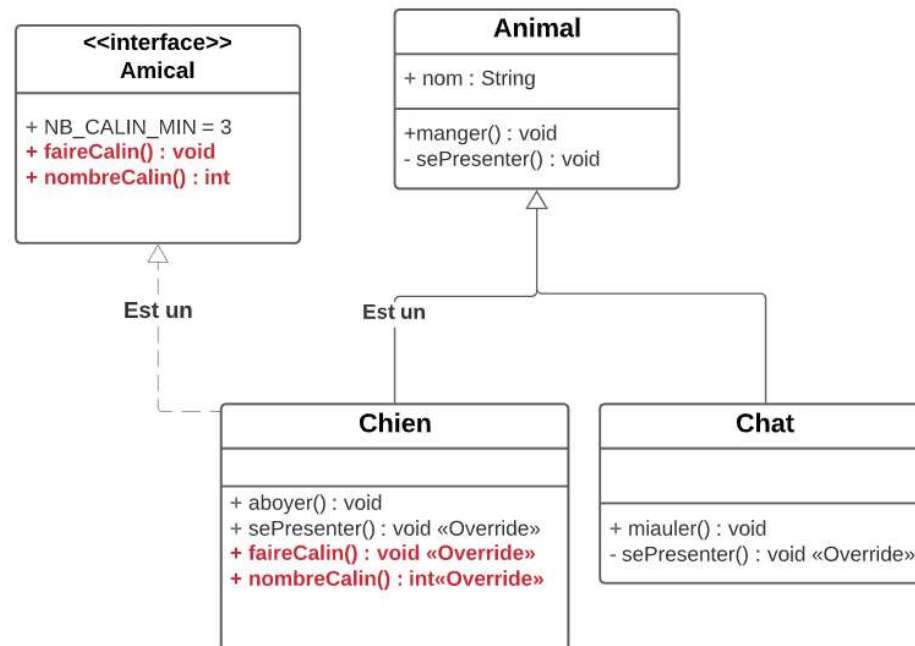 <<interface>>
Amical
+ NB_CALIN_MIN = 3
+ faireCalin() : void
+ nombreCalin() : int
Animal
+ nom : String
+manger() : void
- sePresenter() : void
Est un
Est un
Chien
+ aboyer() : void
+ sePresenter() : void «Override»
+ faireCalin() : void «Override»
+ nombreCalin() : int«Override»
Chat
+ miauler() : void
- sePresenter() : void «Override»